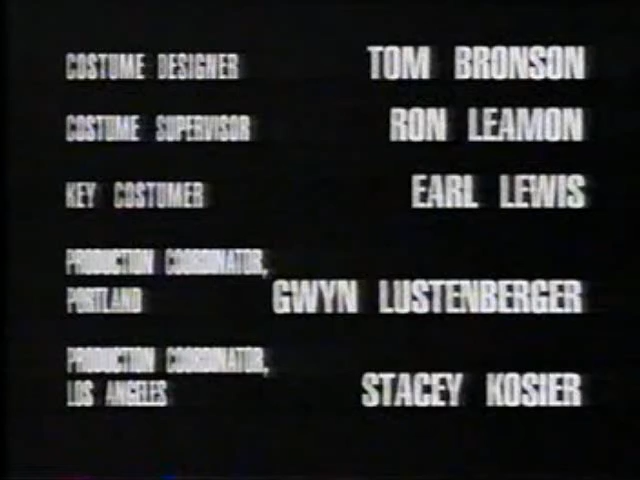 COSTUME DESIGNER TOM BRONSON
COSTUME SUPERVISOR RON LEAMON
KEY COSTUMER EARL LEWIS
PRODUCTION COORDINATOR,
PORTLAND GWYN LUSTENBERGER
PRODUCTION COORDINATOR,
LOS ANGELES STACEY KOSIER